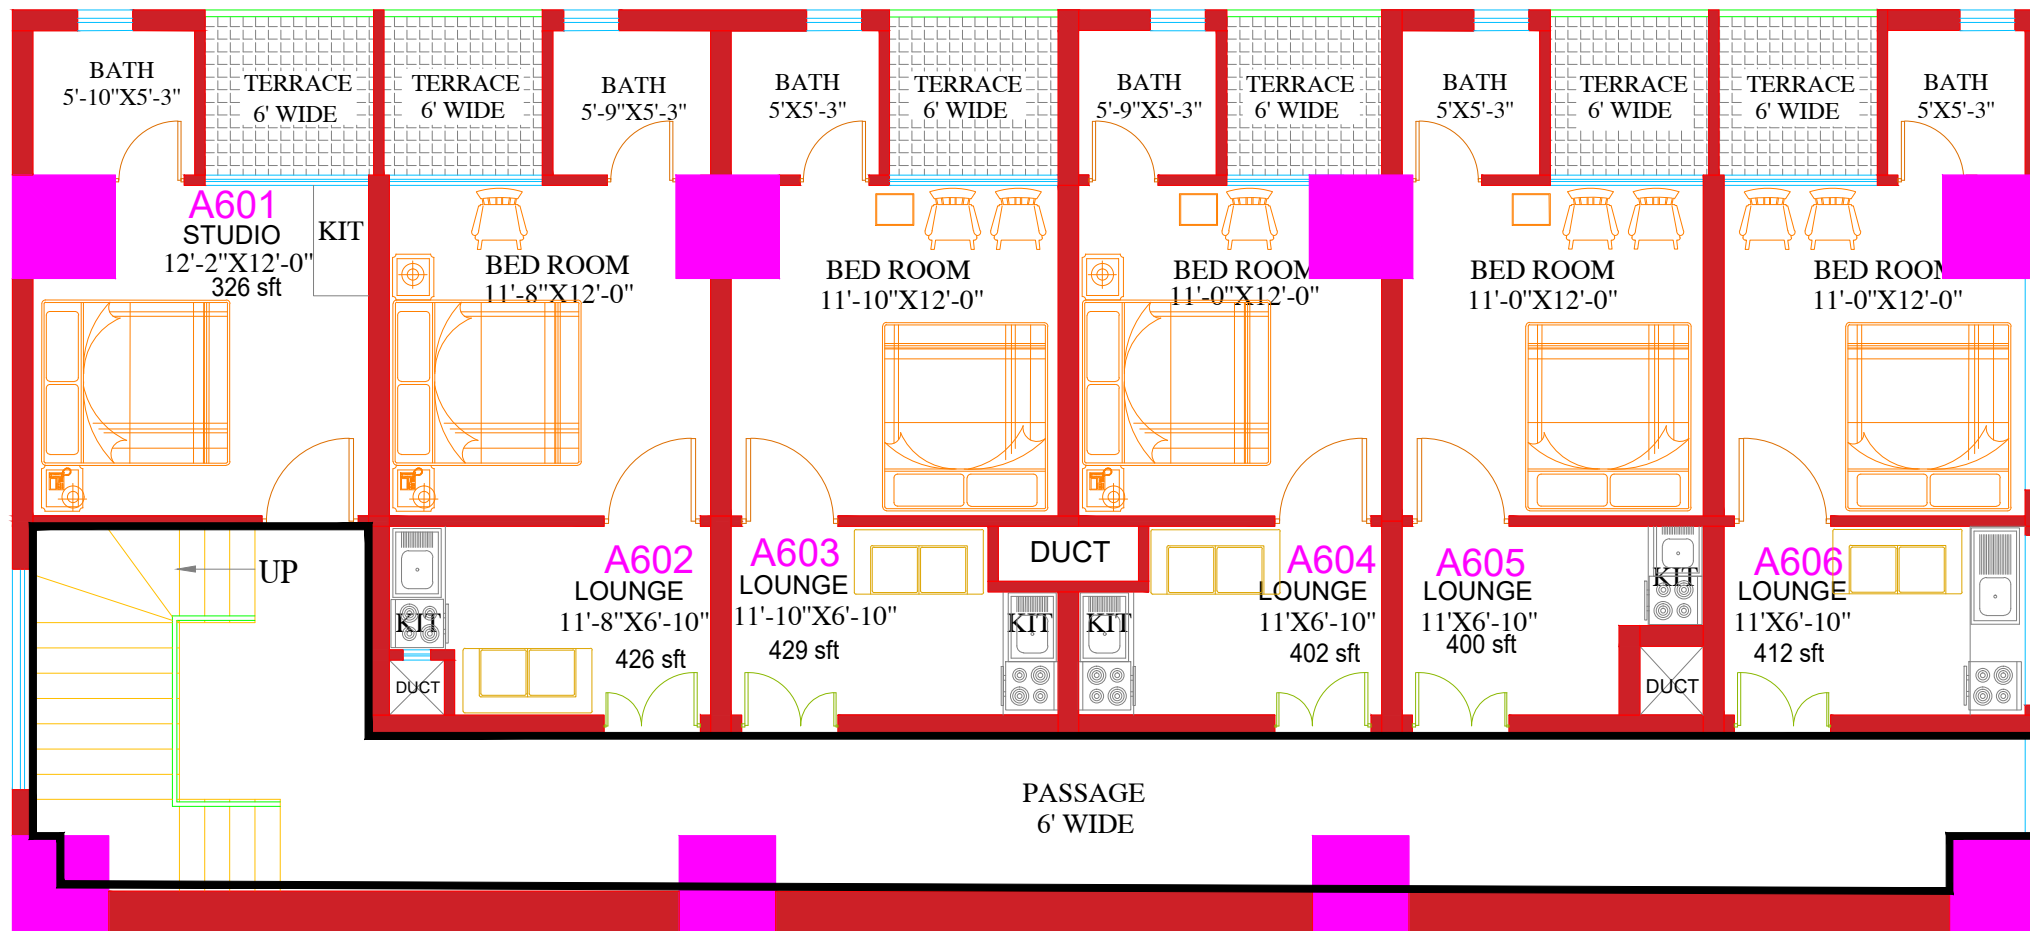 BATH
5'-10"X5'-3"
TERRACE
6' WIDE
TERRACE
6' WIDE
BATH
5'-9"X5'-3"
BATH
5'X5'-3"
TERRACE
6' WIDE
BATH
5'-9"X5'-3"
TERRACE
6' WIDE
BATH
5'X5'-3"
TERRACE
6' WIDE
TERRACE
6' WIDE
BATH
5'X5'-3"
A601
STUDIO
12'-2"X12'-0"
326 sft
KIT
BED ROOM
11'-8"X12'-0"
BED ROOM
11'-10"X12'-0"
BED ROOM
11'-0"X12'-0"
BED ROOM
11'-0"X12'-0"
BED ROOM
11'-0"X12'-0"
UP
A602
LOUNGE
11'-8"X6'-10"
426 sft
KIT
DUCT
A603
LOUNGE
11'-10"X6'-10"
429 sft
KIT
DUCT
KIT
A604
LOUNGE
11'X6'-10"
402 sft
A605
LOUNGE
11'X6'-10"
400 sft
KIT
DUCT
A606
LOUNGE
11'X6'-10"
412 sft
PASSAGE
6' WIDE